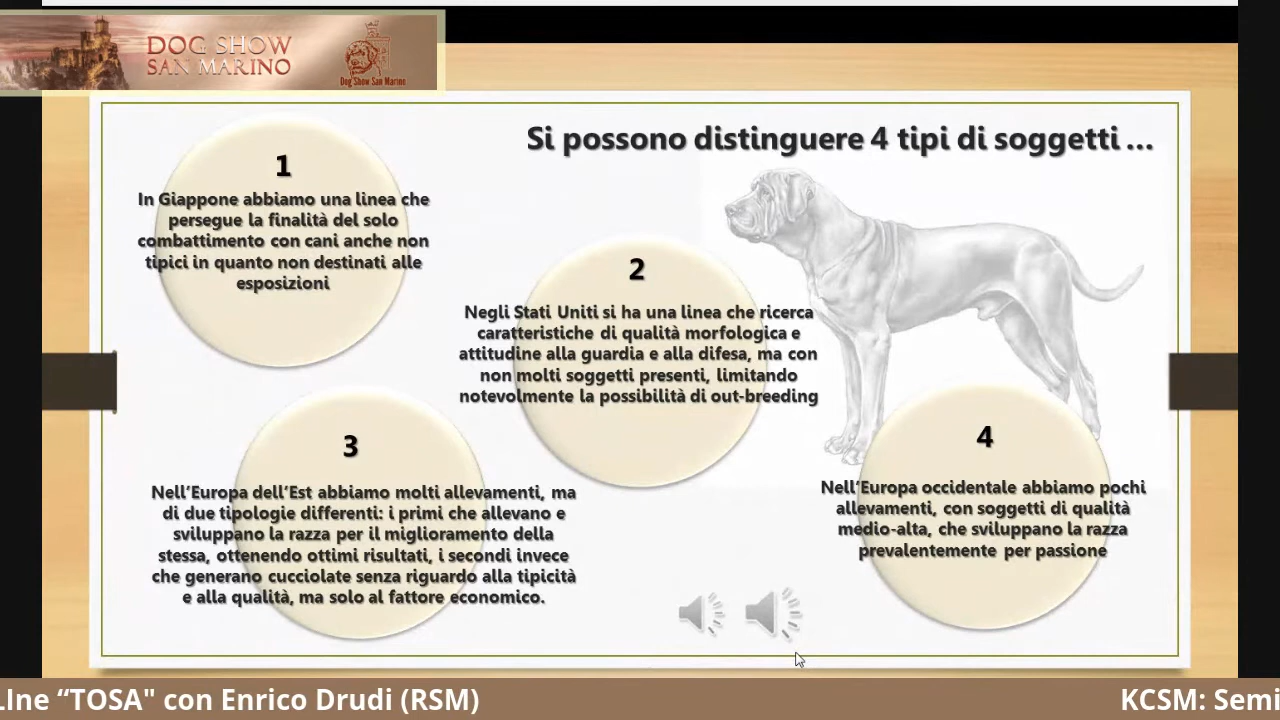 DOG SHOW
SAN MARINO
Dog Show San Marino
Si possono distinguere 4 tipi di soggetti ...
1
In Giappone abbiamo una linea che
persegue la finalità del solo
combattimento con cani anche non
tipici in quanto non destinati alle
esposizioni
2
Negli Stati Uniti si ha una linea che ricerca
caratteristiche di qualità morfologica e
attitudine alla guardia e alla difesa, ma con
non molti soggetti presenti, limitando
notevolmente la possibilità di out-breeding
3
Nell'Europa dell'Est abbiamo molti allevamenti, ma
di due tipologie differenti: i primi che allevano e
sviluppano la razza per il miglioramento della
stessa, ottenendo ottimi risultati, i secondi invece
che generano cucciolate senza riguardo alla tipicità
e alla qualità, ma solo al fattore economico.
4
Nell'Europa occidentale abbiamo pochi
allevamenti, con soggetti di qualità
medio-alta, che sviluppano la razza
prevalentemente per passione
LIne “TOSA" con Enrico Drudi (RSM)
KCSM: Semi